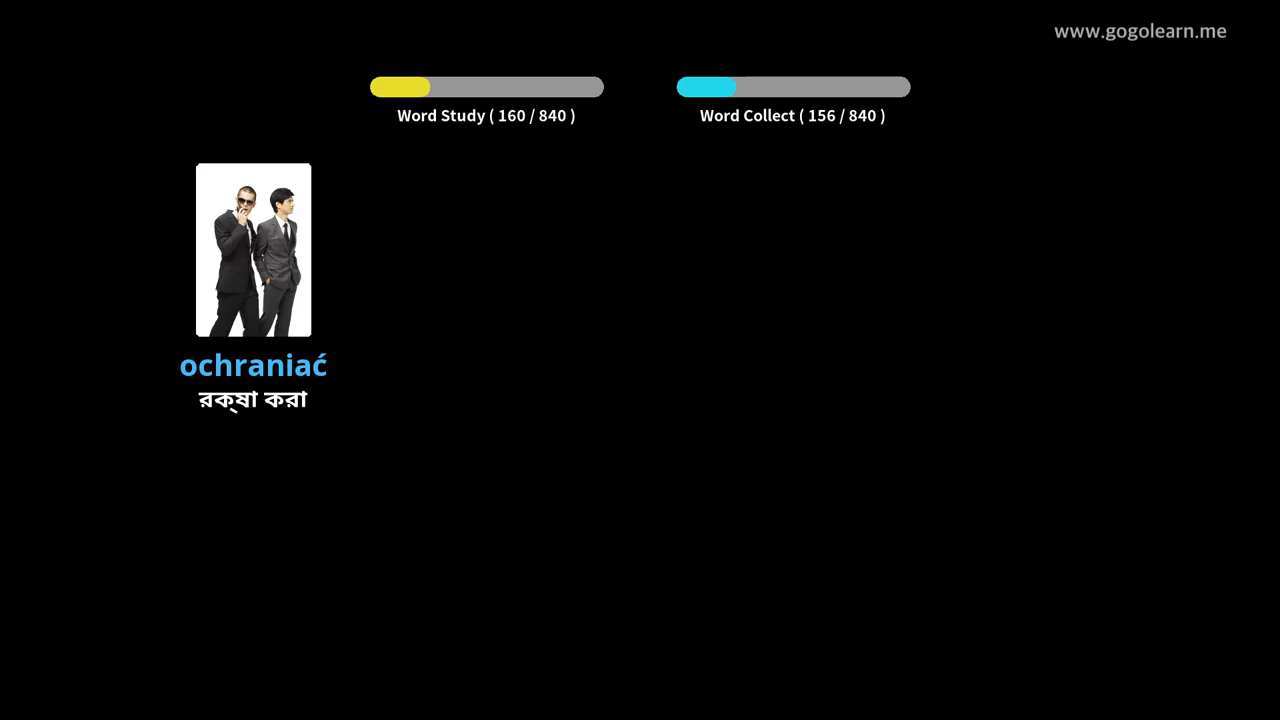 www.gogolearn.me
Word Study ( 160 / 840 )
Word Collect ( 156 / 840 )
ochraniać
রক্ষা করা